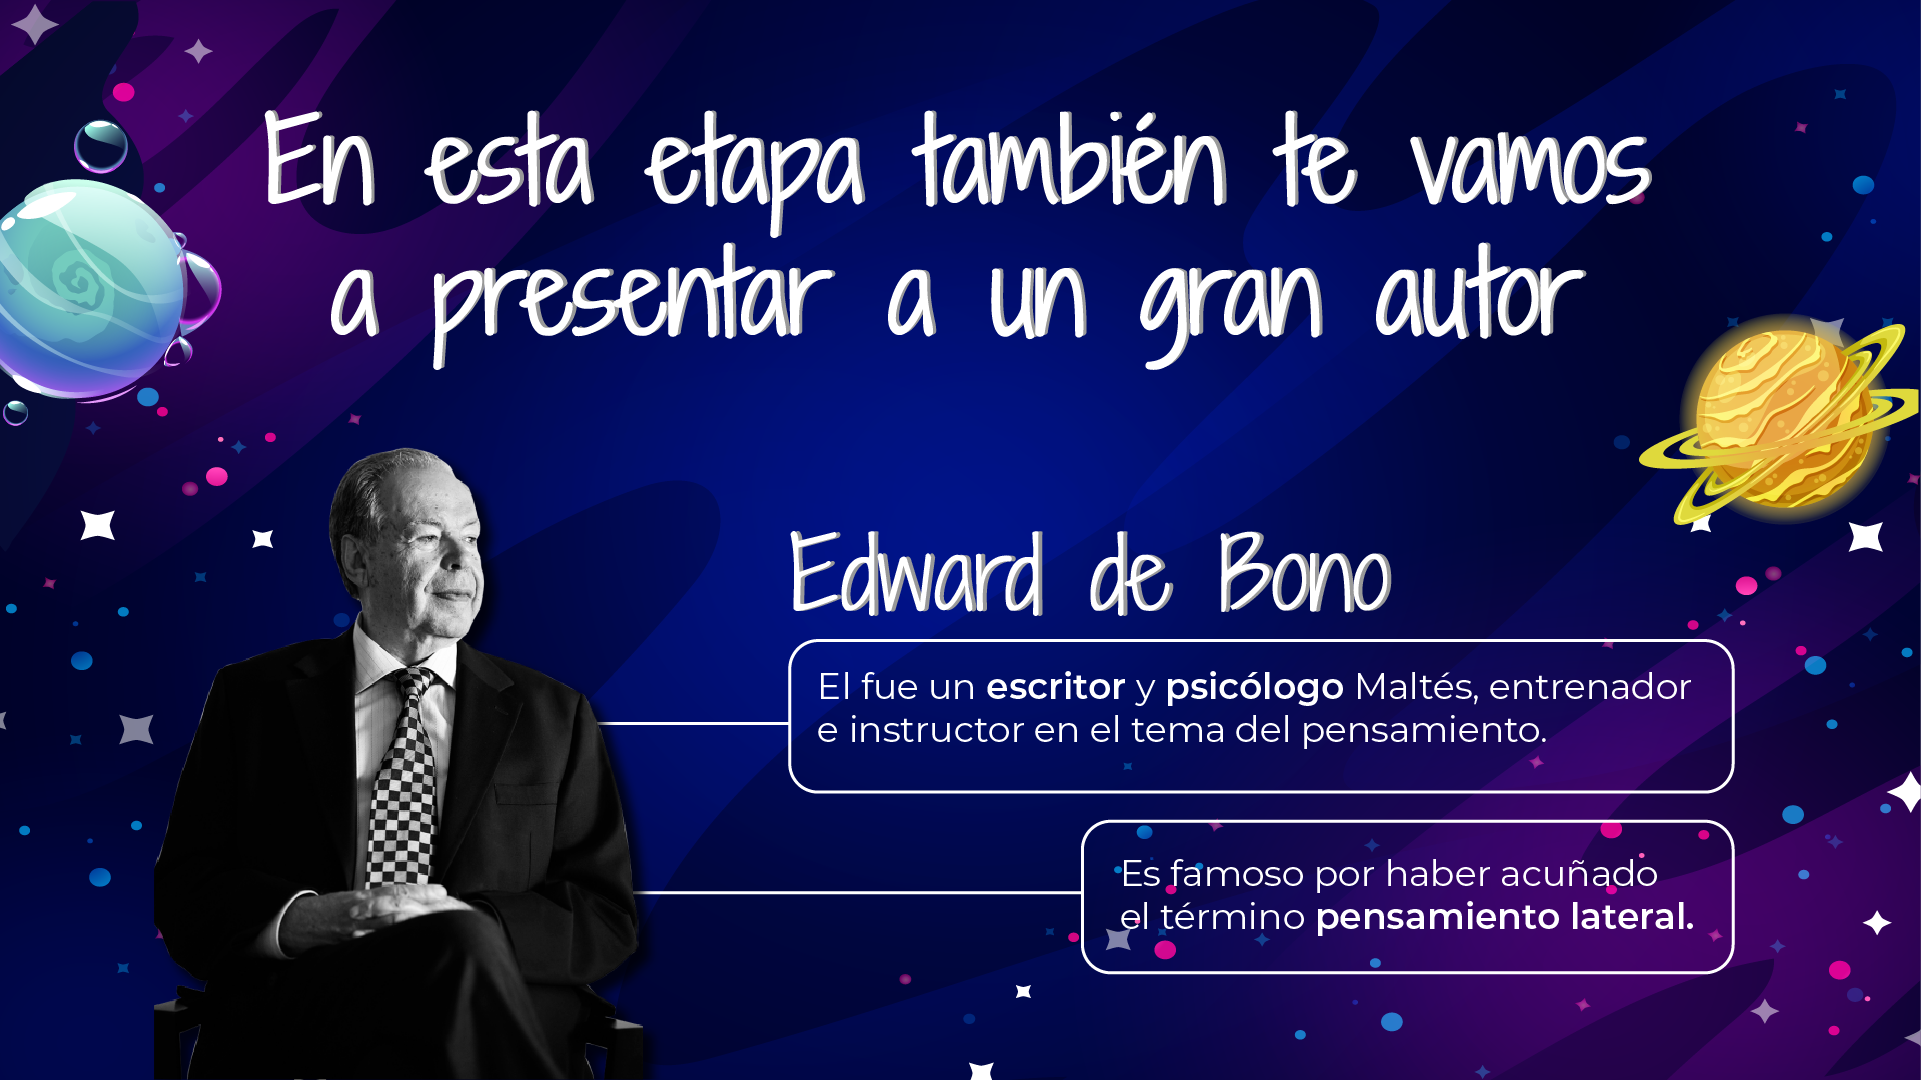 En esta etapa también te vamos
a presentar a un gran autor
Edward de Bono
El fue un escritor y psicólogo Maltés, entrenador
e instructor en el tema del pensamiento.
Es famoso por haber acuñado
el término pensamiento lateral.